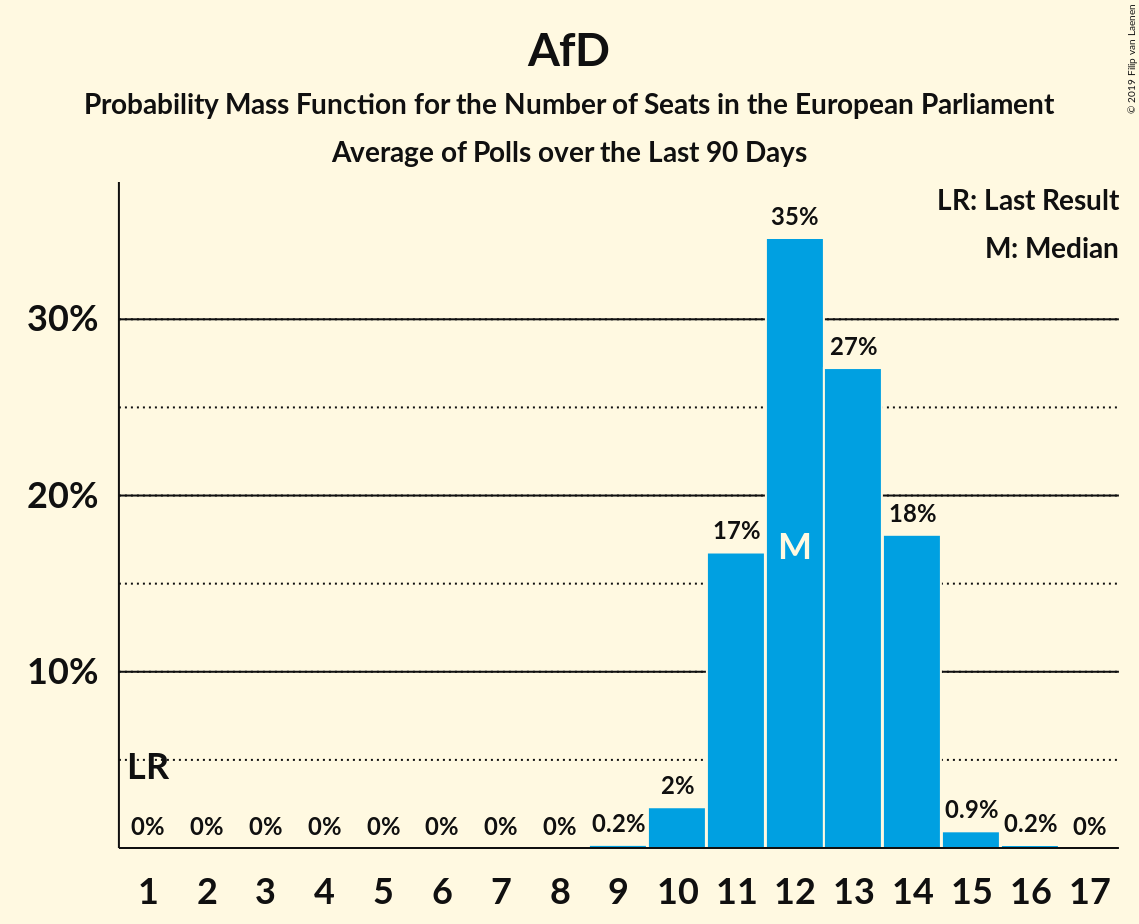 © 2019 Filip van Laenen
AfD
Probability Mass Function for the Number of Seats in the European Parliament
Average of Polls over the Last 90 Days
LR: Last Result
M: Median
30%
20%
10%
LR
M
0% 0% 0% 0% 0% 0% 0% 0% 0.2% 2% 17% 35% 27% 18% 0.9% 0.2% 0%
1 2 3 4 5 6 7 8 9 10 11 12 13 14 15 16 17